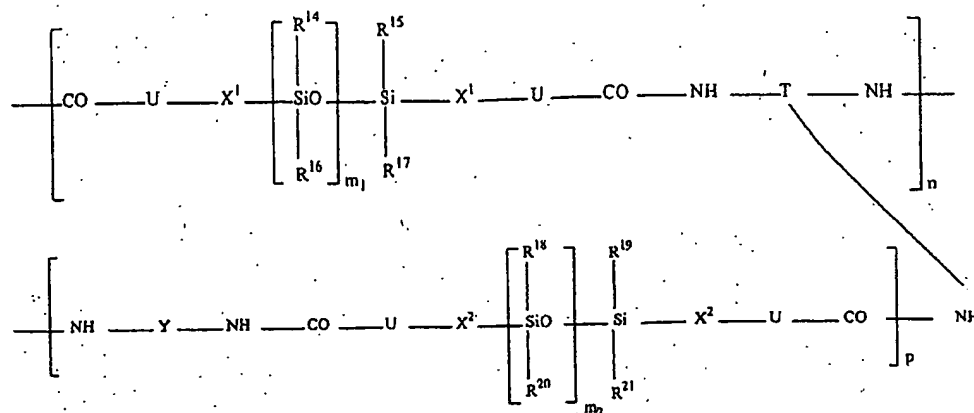 R¹⁴ R¹⁵
CO U X¹ SiO Si X¹ U CO NH T NH
R¹⁶ m₁ R¹⁷ n
R¹⁸ R¹⁹
NH Y NH CO U X² SiO Si X² U CO NH
R²⁰ R²¹ p